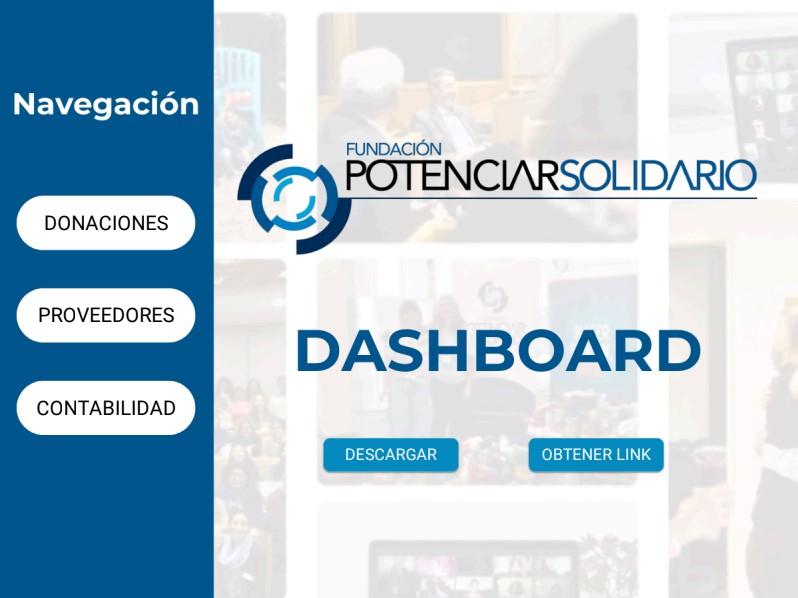 Navegación
DONACIONES
PROVEEDORES
CONTABILIDAD
FUNDACIÓN
POTENCIARSOLIDARIO
DASHBOARD
DESCARGAR
OBTENER LINK